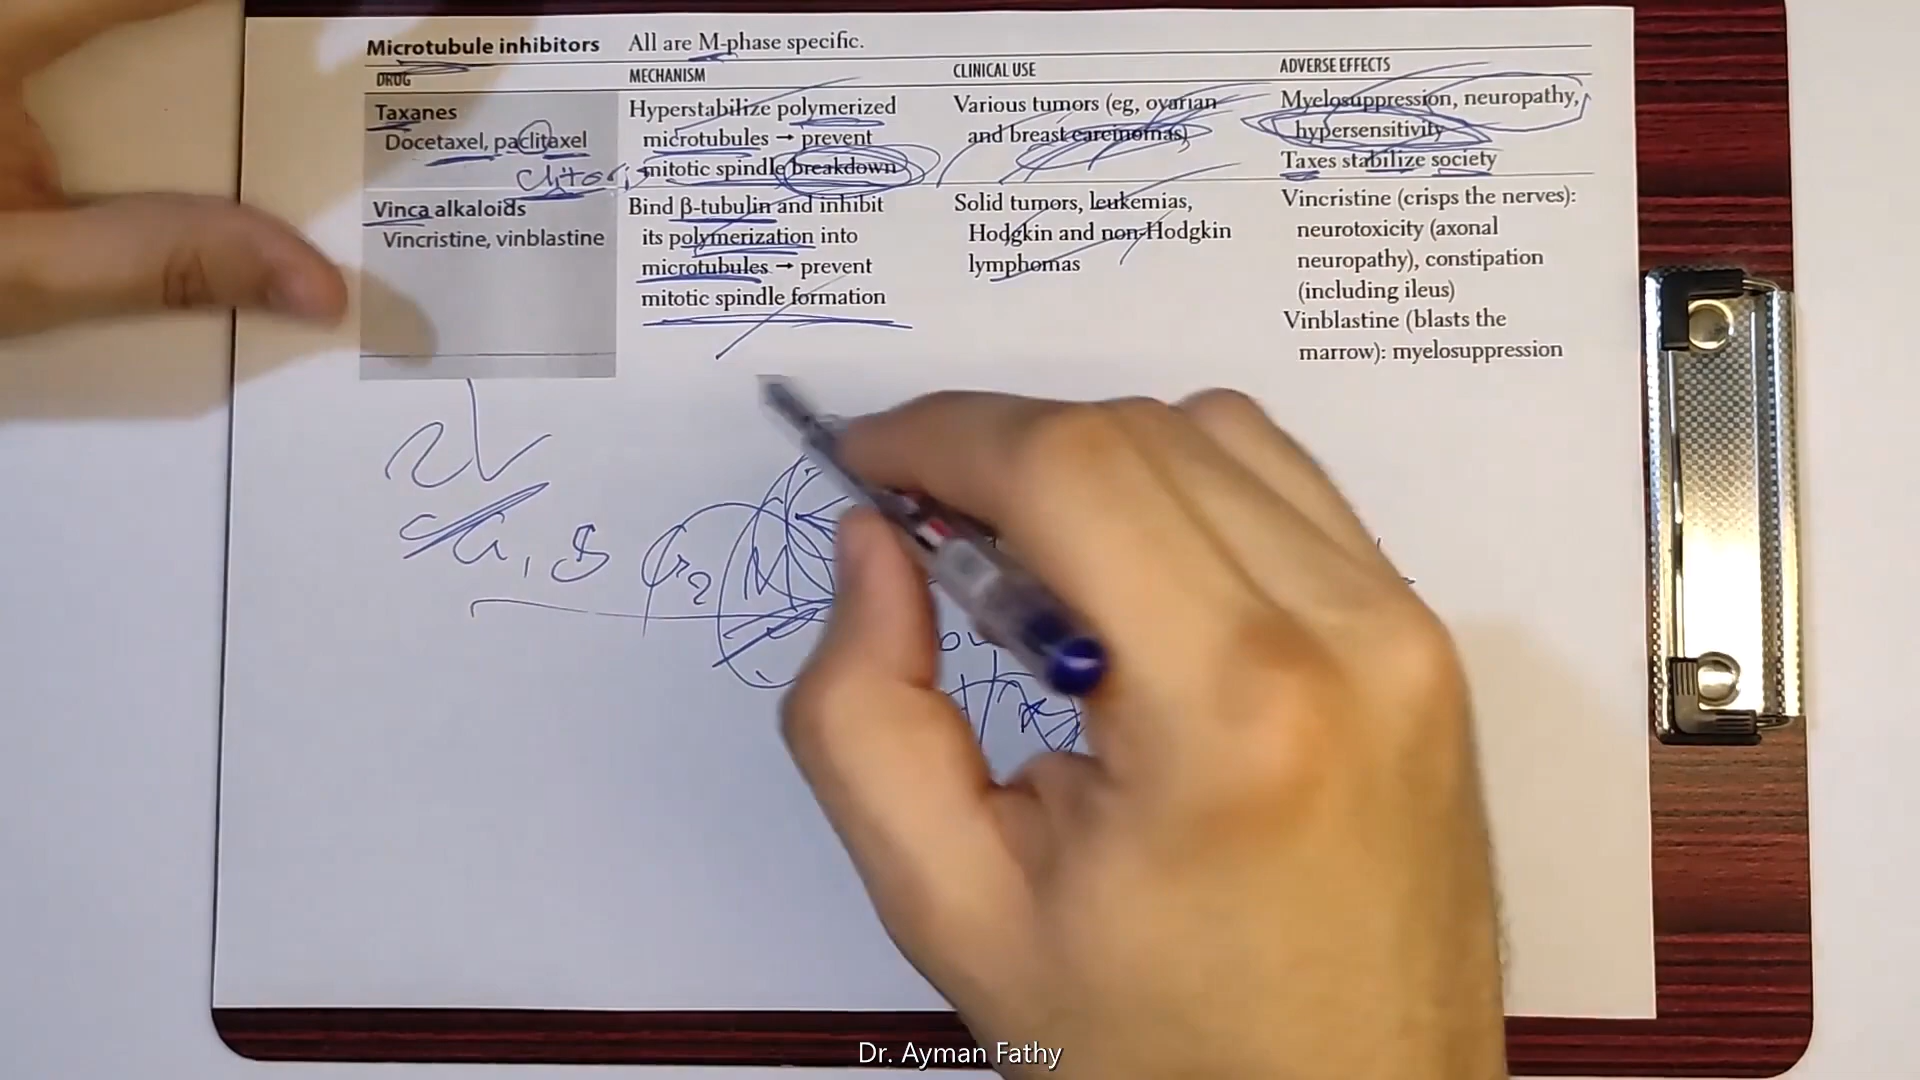 Microtubule inhibitors All are M-phase specific.
DRUG MECHANISM CLINICAL USE ADVERSE EFFECTS
Taxanes
Docetaxel, paclitaxel
Hyperstabilize polymerized
microtubules → prevent
mitotic spindle breakdown
Various tumors (eg, ovarian
and breast carcinomas)
Myelosuppression, neuropathy,
hypersensitivity
Taxes stabilize society
Vinca alkaloids
Vincristine, vinblastine
Bind β-tubulin and inhibit
its polymerization into
microtubules → prevent
mitotic spindle formation
Solid tumors, leukemias,
Hodgkin and non-Hodgkin
lymphomas
Vincristine (crisps the nerves):
neurotoxicity (axonal
neuropathy), constipation
(including ileus)
Vinblastine (blasts the
marrow): myelosuppression
G2
M
Dr. Ayman Fathy